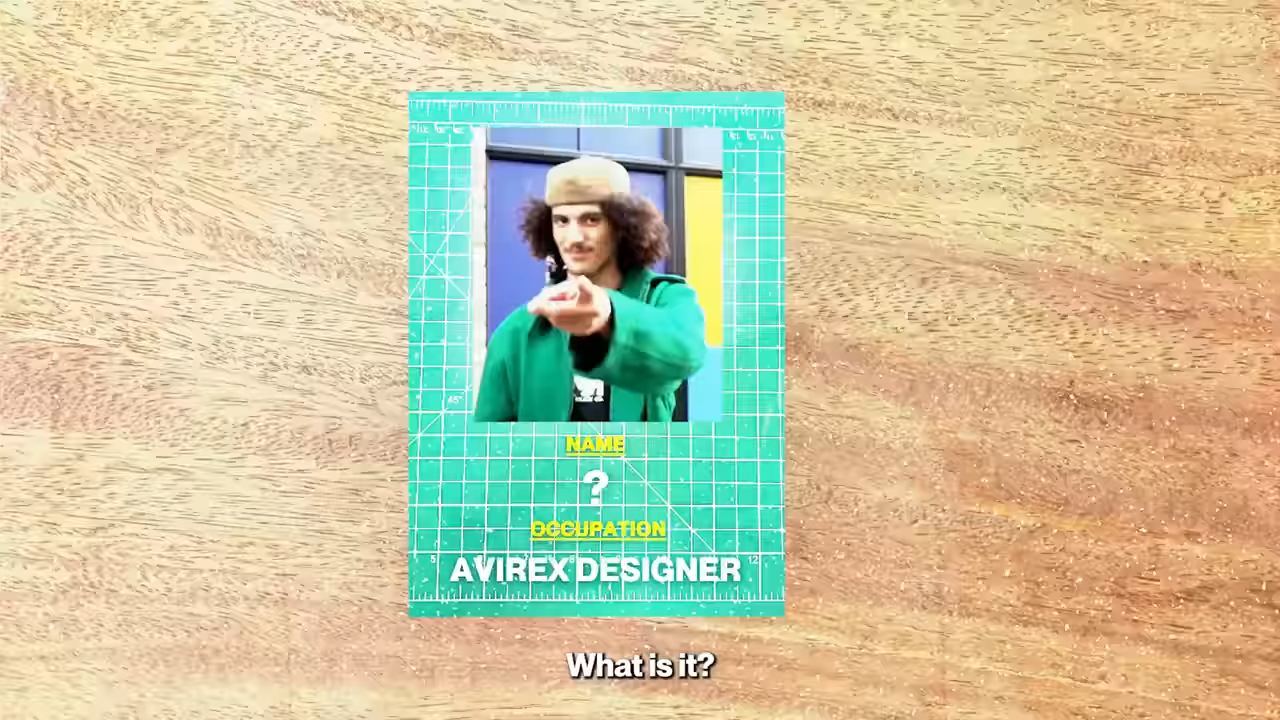 NAME
?
OCCUPATION
AVIREX DESIGNER
What is it?